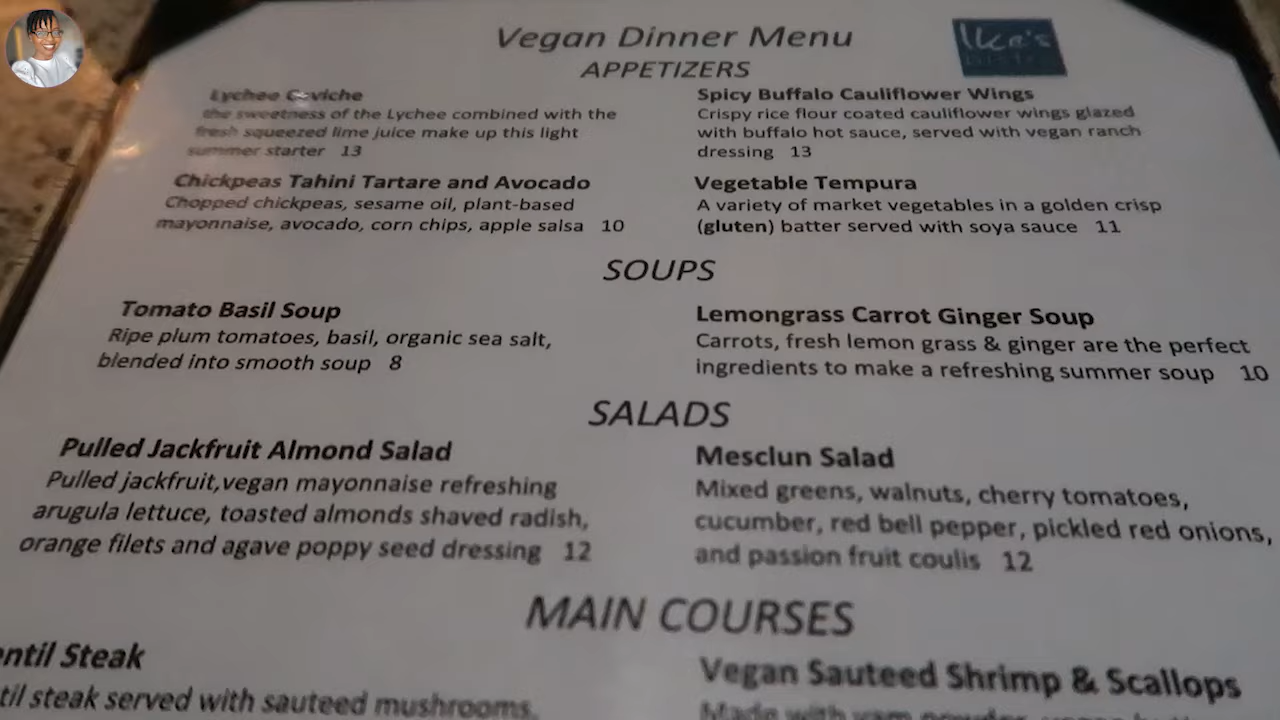 Vegan Dinner Menu
Ike's
BISTRO
APPETIZERS
Lychee Ceviche
the sweetness of the Lychee combined with the
fresh squeezed lime juice make up this light
summer starter 13
Spicy Buffalo Cauliflower Wings
Crispy rice flour coated cauliflower wings glazed
with buffalo hot sauce, served with vegan ranch
dressing 13
Chickpeas Tahini Tartare and Avocado
Chopped chickpeas, sesame oil, plant-based
mayonnaise, avocado, corn chips, apple salsa 10
Vegetable Tempura
A variety of market vegetables in a golden crisp
(gluten) batter served with soya sauce 11
SOUPS
Tomato Basil Soup
Ripe plum tomatoes, basil, organic sea salt,
blended into smooth soup 8
Lemongrass Carrot Ginger Soup
Carrots, fresh lemon grass & ginger are the perfect
ingredients to make a refreshing summer soup 10
SALADS
Pulled Jackfruit Almond Salad
Pulled jackfruit,vegan mayonnaise refreshing
arugula lettuce, toasted almonds shaved radish,
orange filets and agave poppy seed dressing 12
Mesclun Salad
Mixed greens, walnuts, cherry tomatoes,
cucumber, red bell pepper, pickled red onions,
and passion fruit coulis 12
MAIN COURSES
entil Steak
til steak served with sauteed mushrooms,
Vegan Sauteed Shrimp & Scallops
Made with yam powder,